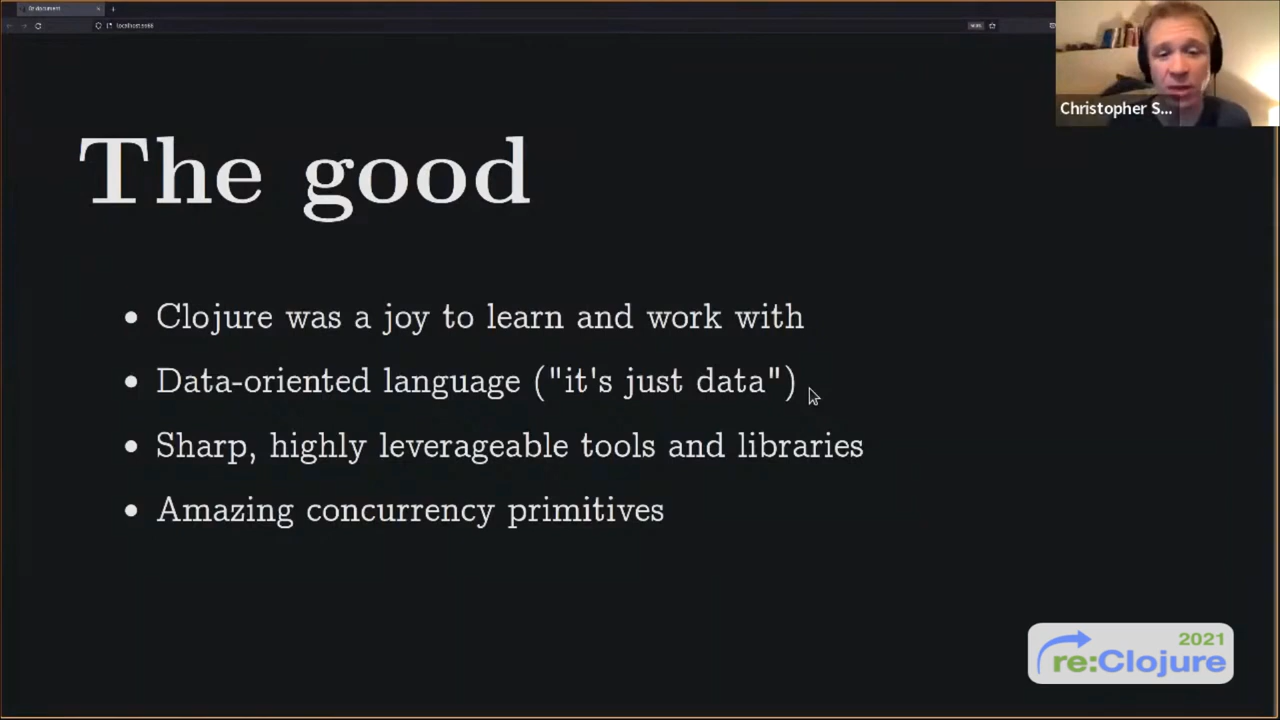 localhost
Christopher S...
The good
• Clojure was a joy to learn and work with
• Data-oriented language ("it's just data")
• Sharp, highly leverageable tools and libraries
• Amazing concurrency primitives
2021
re:Clojure